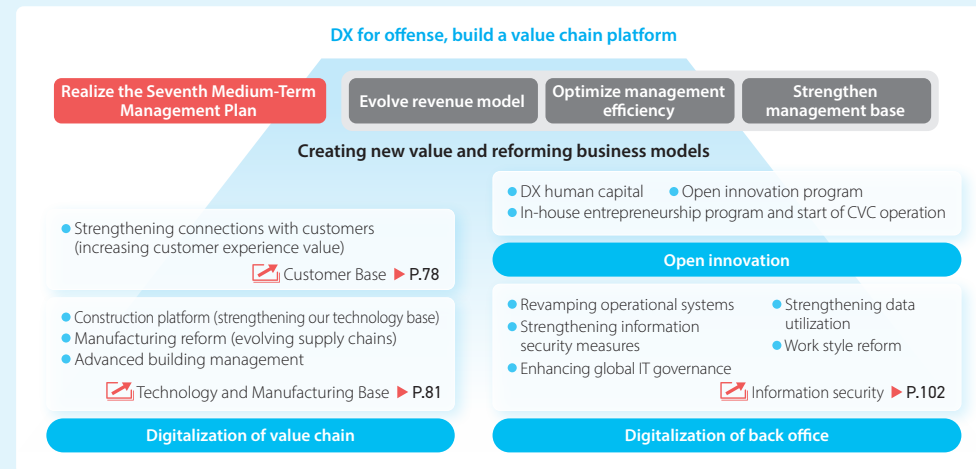 DX for offense, build a value chain platform
Realize the Seventh Medium-Term
Management Plan
Evolve revenue model
Optimize management
efficiency
Strengthen
management base
Creating new value and reforming business models
● Strengthening connections with customers
(increasing customer experience value)
Customer Base ▶ P.78
● Construction platform (strengthening our technology base)
● Manufacturing reform (evolving supply chains)
● Advanced building management
Technology and Manufacturing Base ▶ P.81
Digitalization of value chain
● DX human capital ● Open innovation program
● In-house entrepreneurship program and start of CVC operation
Open innovation
● Revamping operational systems
● Strengthening information
security measures
● Enhancing global IT governance
● Strengthening data
utilization
● Work style reform
Information security ▶ P.102
Digitalization of back office